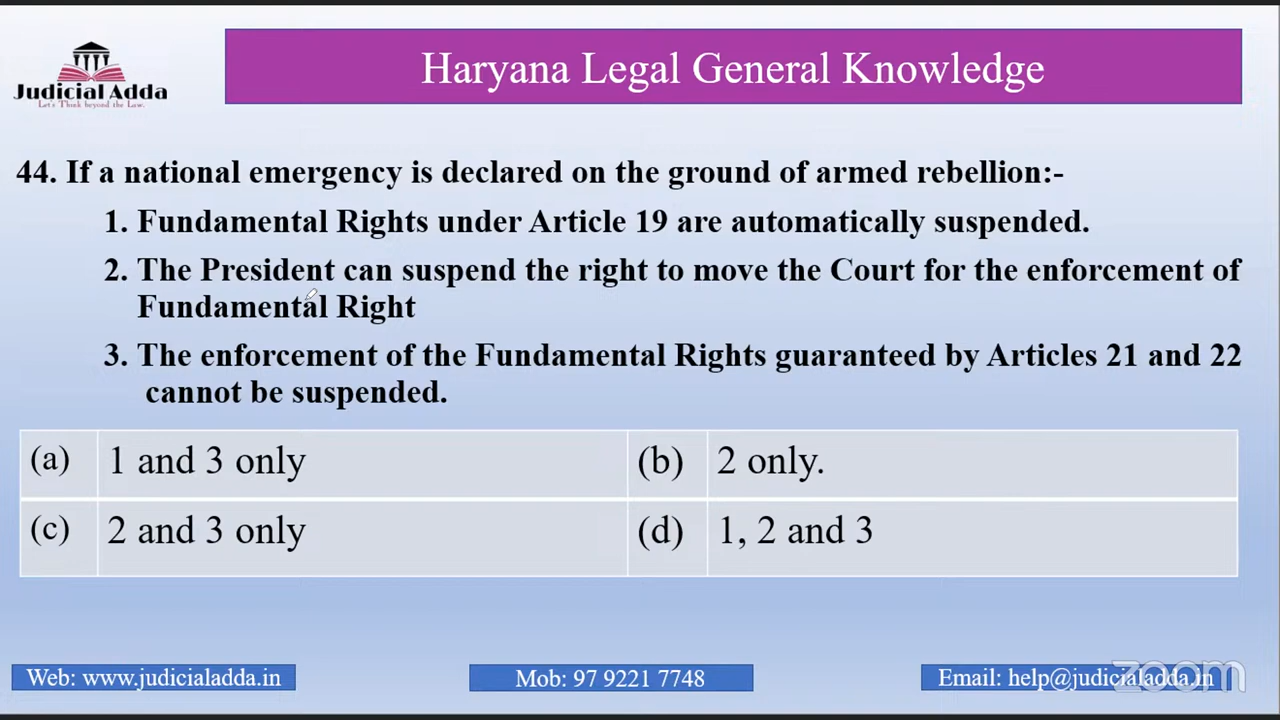 Judicial Adda
Let's Think beyond the Law.
Haryana Legal General Knowledge
44. If a national emergency is declared on the ground of armed rebellion:-
1. Fundamental Rights under Article 19 are automatically suspended.
2. The President can suspend the right to move the Court for the enforcement of
Fundamental Right
3. The enforcement of the Fundamental Rights guaranteed by Articles 21 and 22
cannot be suspended.
(a) 1 and 3 only (b) 2 only.
(c) 2 and 3 only (d) 1, 2 and 3
Web: www.judicialadda.in Mob: 97 9221 7748 Email: help@judicialadda.in
zoom